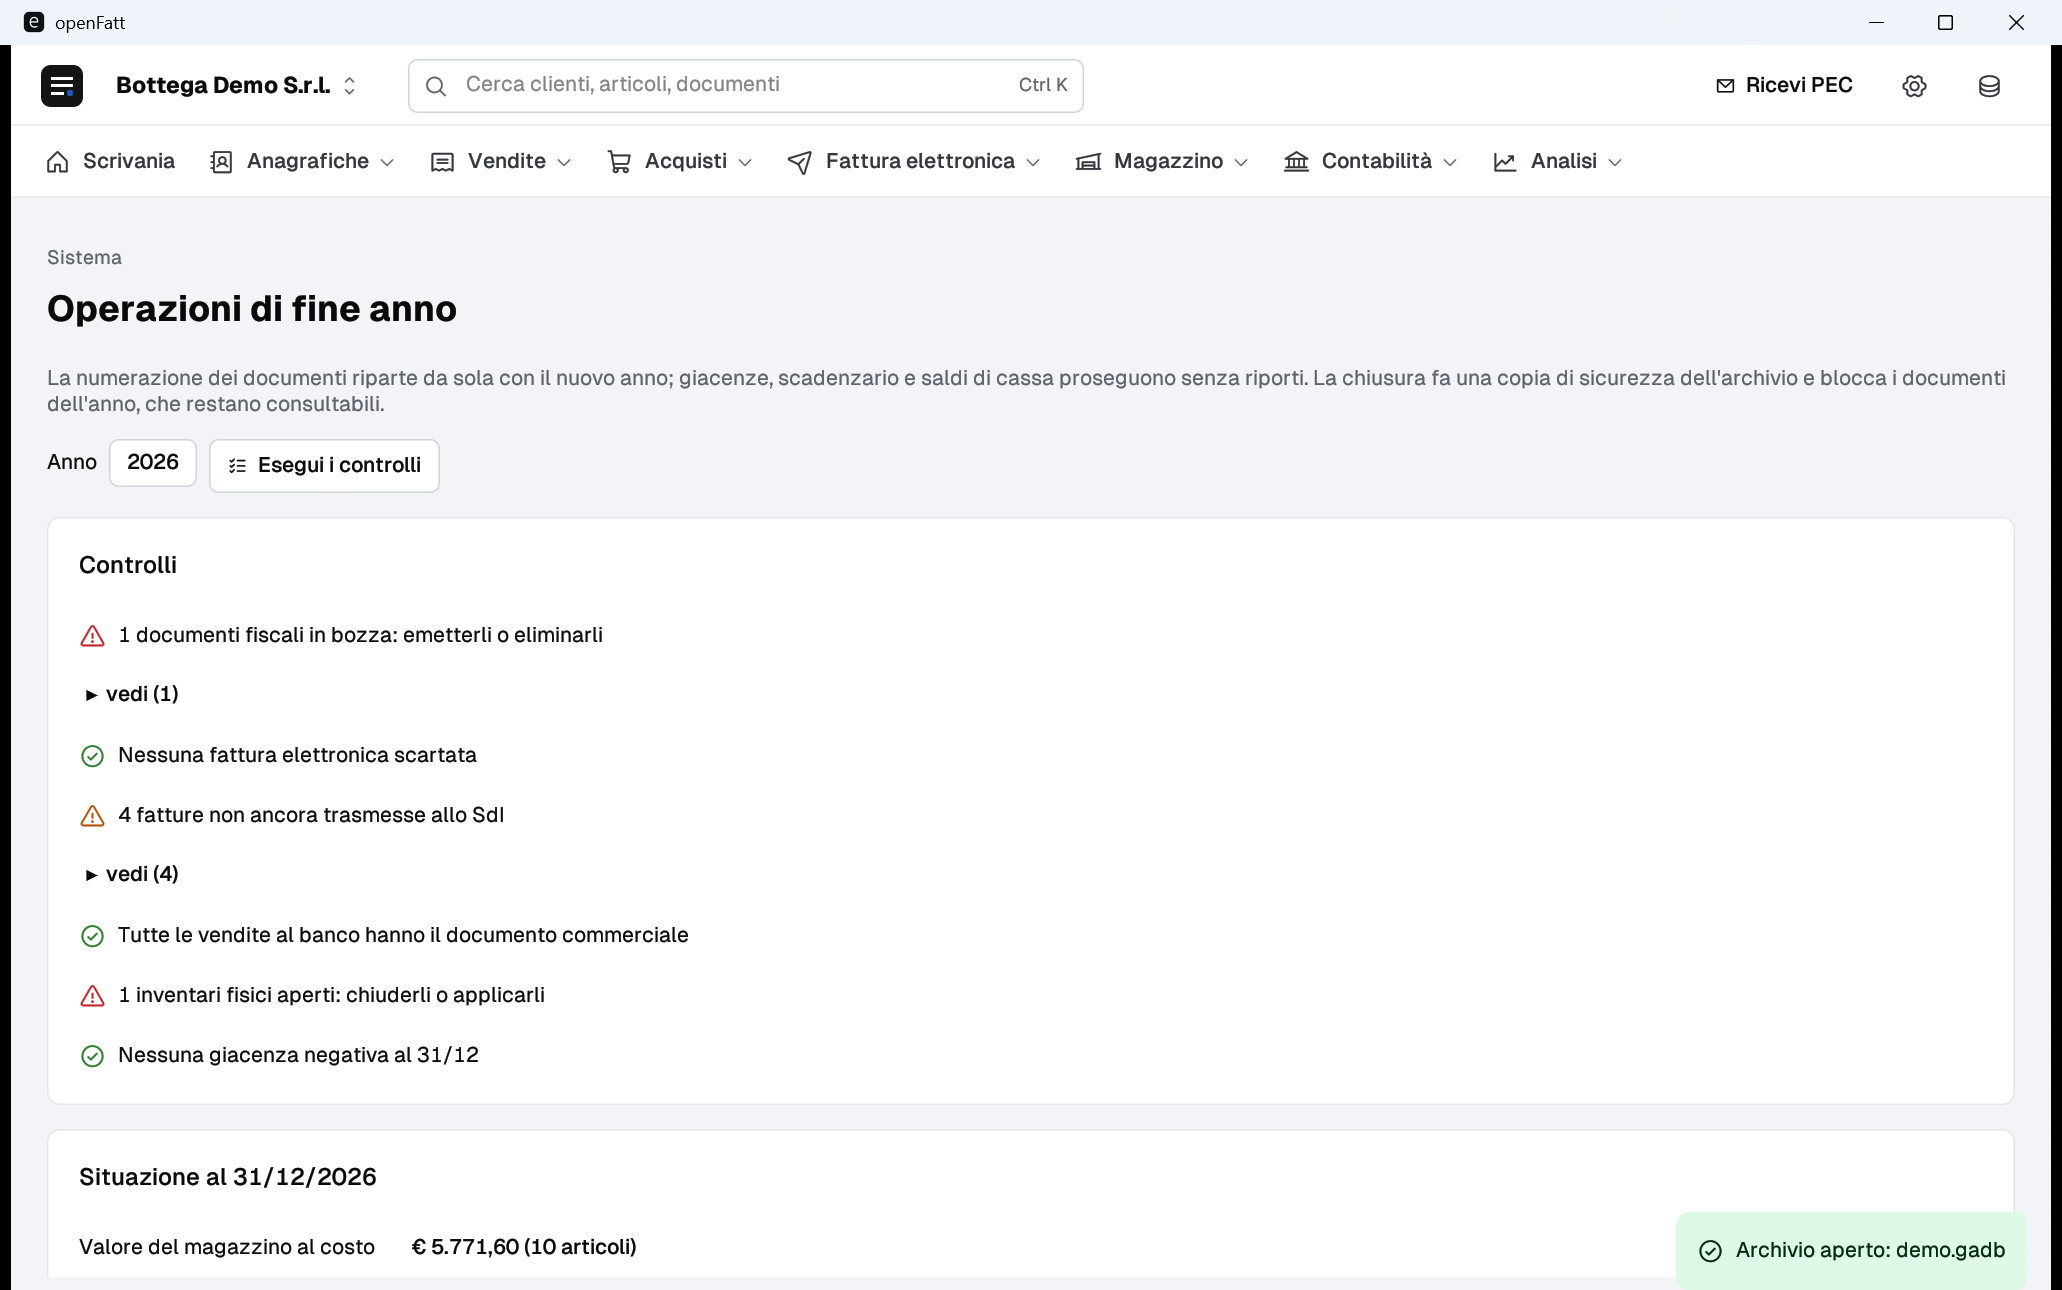 openFatt
Bottega Demo S.r.l.
Cerca clienti, articoli, documenti
Ctrl K
Ricevi PEC
Scrivania
Anagrafiche
Vendite
Acquisti
Fattura elettronica
Magazzino
Contabilità
Analisi
Sistema
Operazioni di fine anno
La numerazione dei documenti riparte da sola con il nuovo anno; giacenze, scadenzario e saldi di cassa proseguono senza riporti. La chiusura fa una copia di sicurezza dell'archivio e blocca i documenti
dell'anno, che restano consultabili.
Anno
2026
Esegui i controlli
Controlli
1 documenti fiscali in bozza: emetterli o eliminarli
vedi (1)
Nessuna fattura elettronica scartata
4 fatture non ancora trasmesse allo SdI
vedi (4)
Tutte le vendite al banco hanno il documento commerciale
1 inventari fisici aperti: chiuderli o applicarli
Nessuna giacenza negativa al 31/12
Situazione al 31/12/2026
Valore del magazzino al costo
€ 5.771,60 (10 articoli)
Archivio aperto: demo.gadb